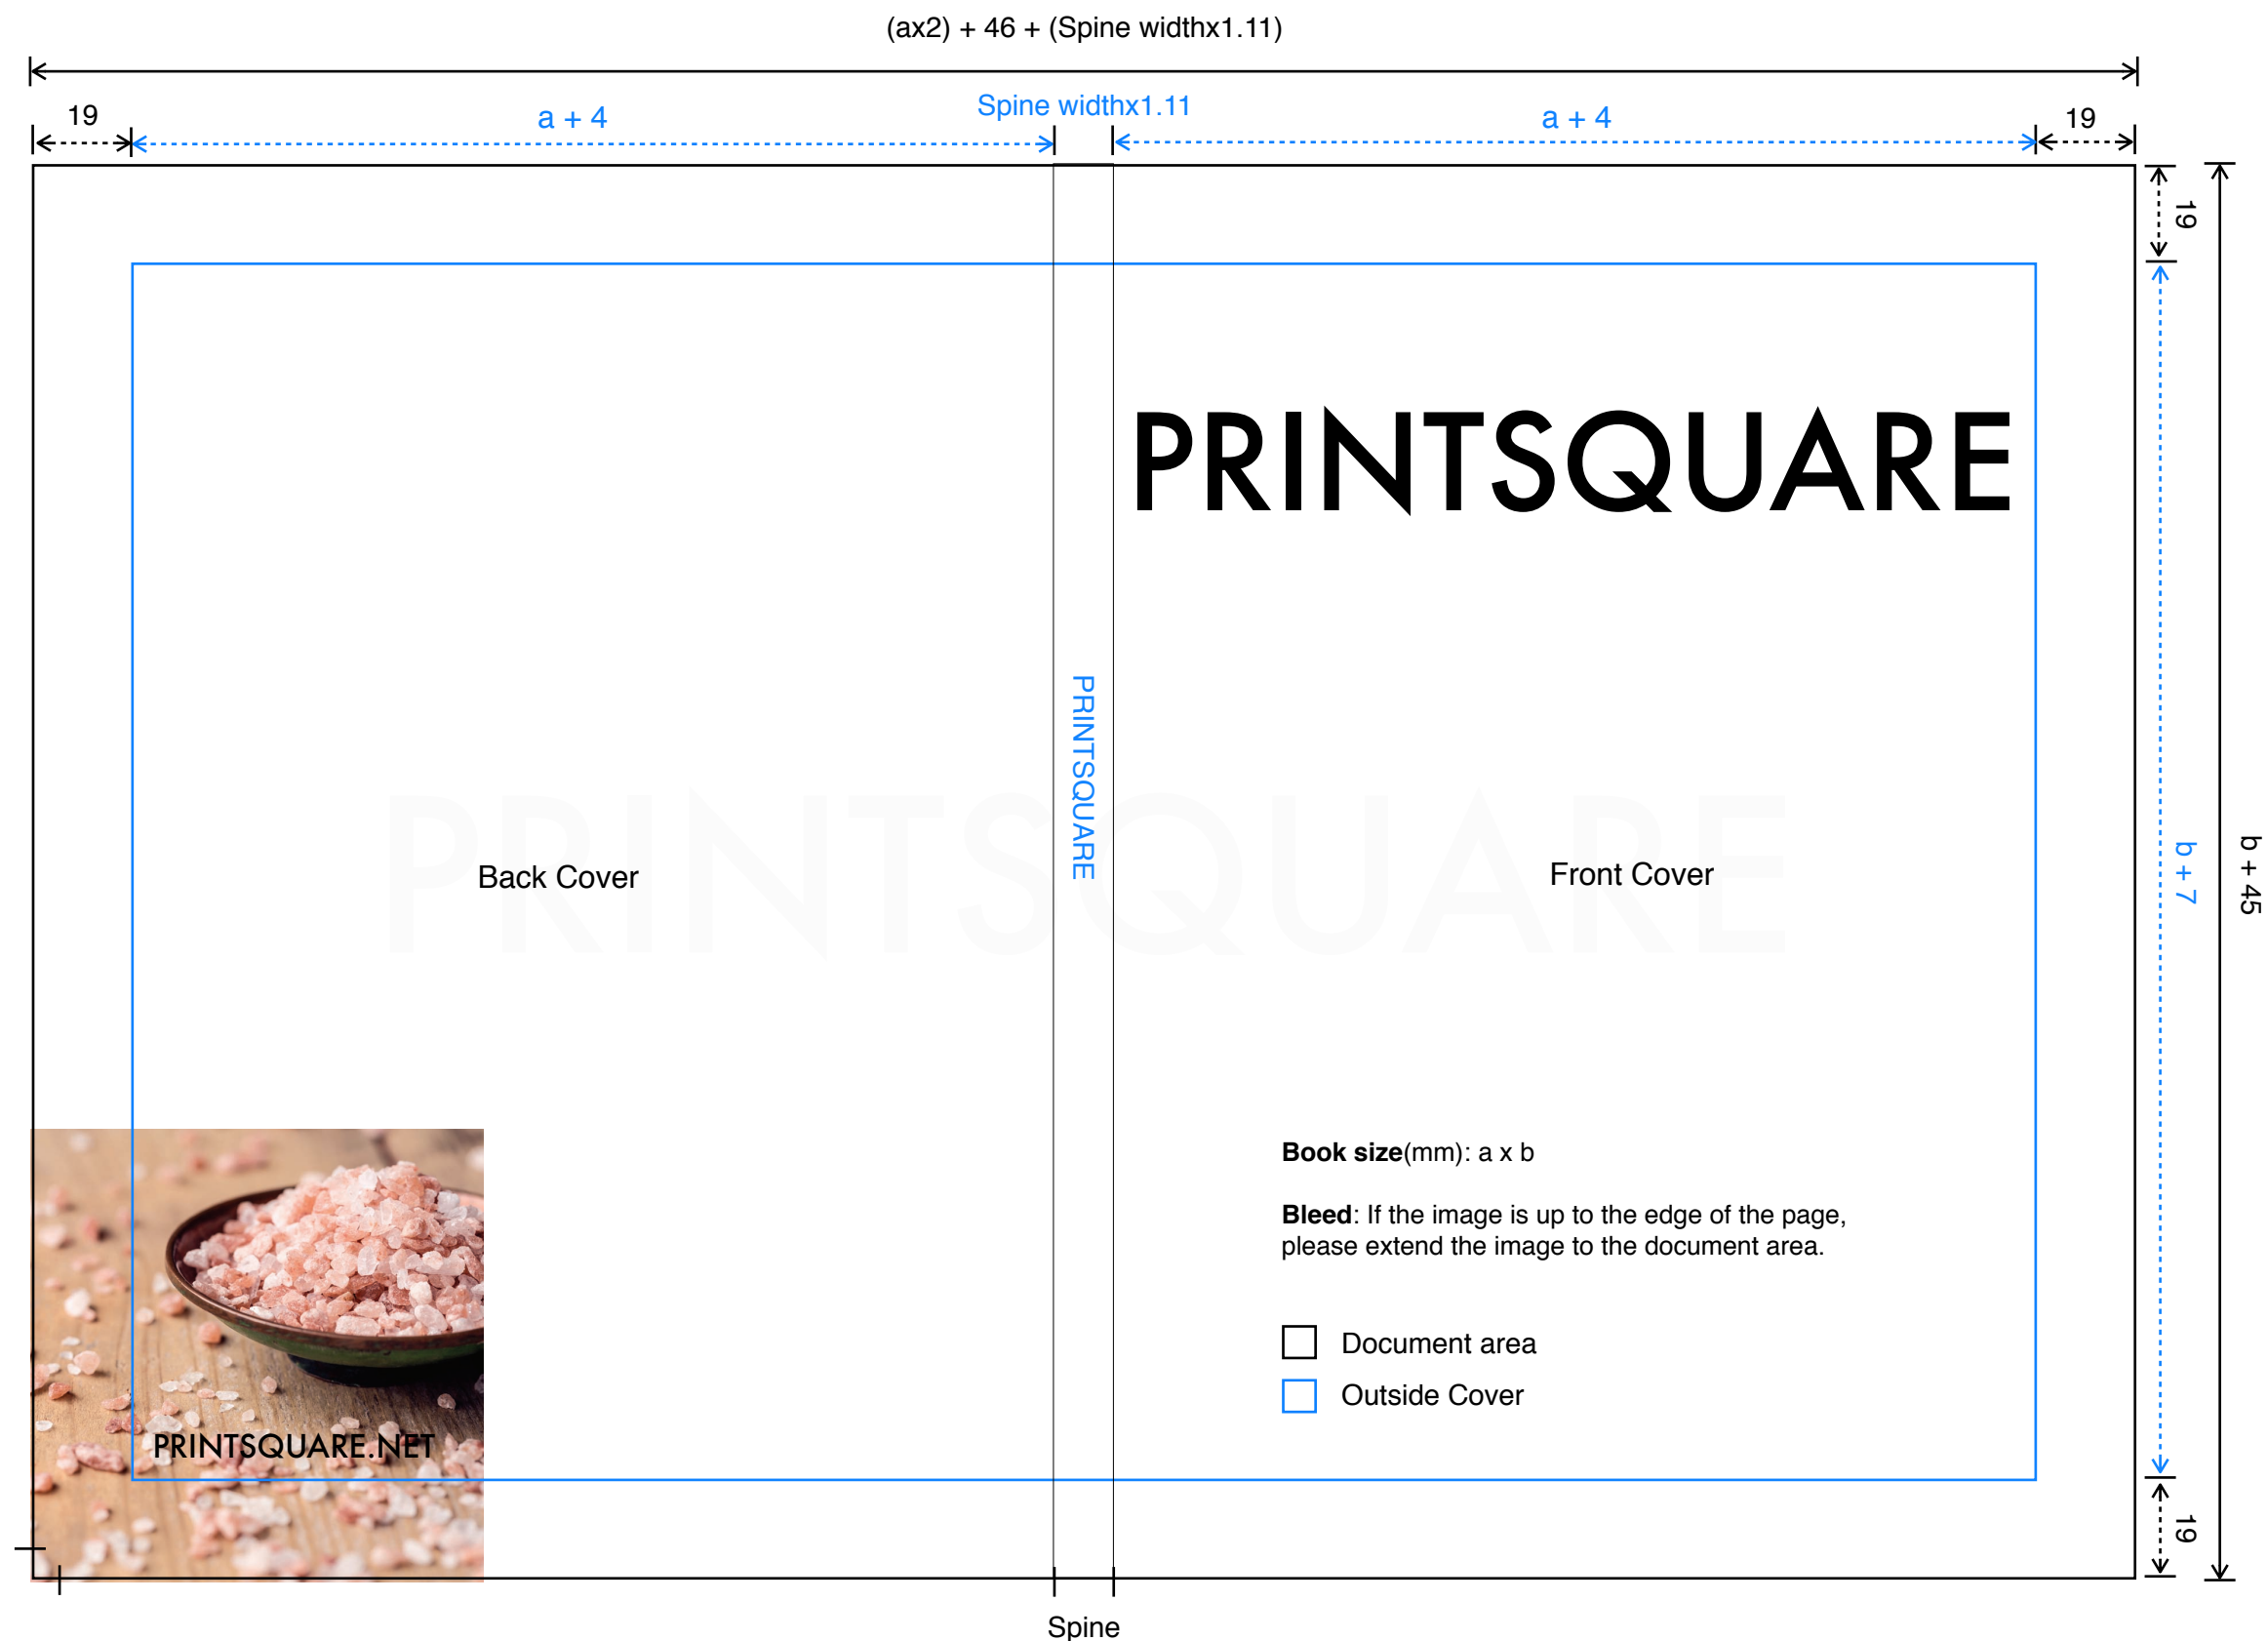 (ax2) + 46 + (Spine widthx1.11)
19
a + 4
Spine widthx1.11
a + 4
19
19
PRINTSQUARE
PRINTSQUARE
PRINTSQUARE
Back Cover
Front Cover
b + 7
b + 45
Book size(mm): a x b
Bleed: If the image is up to the edge of the page,
please extend the image to the document area.
Document area
Outside Cover
PRINTSQUARE.NET
19
Spine